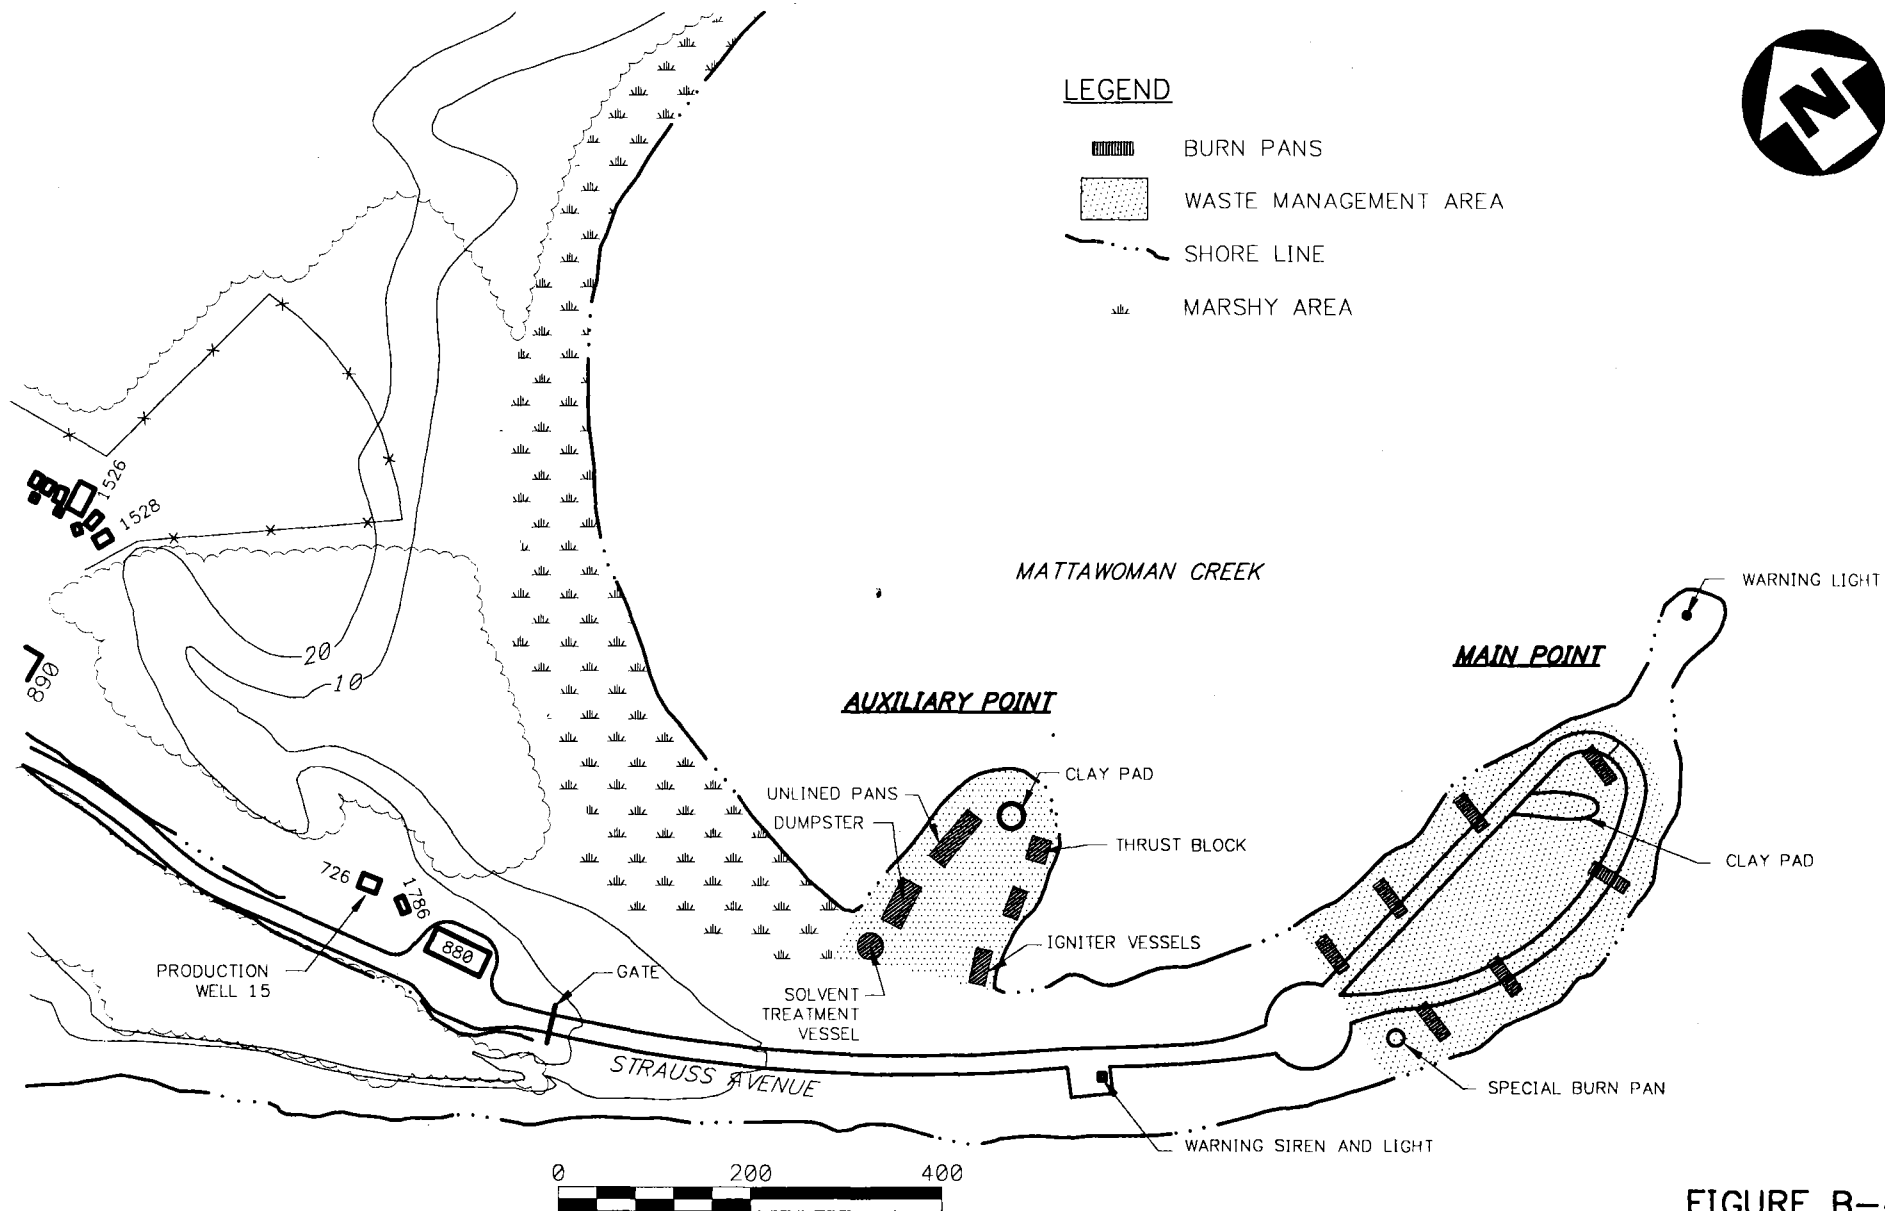 LEGEND
BURN PANS
WASTE MANAGEMENT AREA
SHORE LINE
MARSHY AREA
N
1526
1528
890
20
10
MATTAWOMAN CREEK
WARNING LIGHT
MAIN POINT
AUXILIARY POINT
CLAY PAD
UNLINED PANS
DUMPSTER
THRUST BLOCK
CLAY PAD
726
1786
880
PRODUCTION
WELL 15
GATE
IGNITER VESSELS
SOLVENT
TREATMENT
VESSEL
STRAUSS AVENUE
SPECIAL BURN PAN
WARNING SIREN AND LIGHT
0 200 400
FIGURE B-